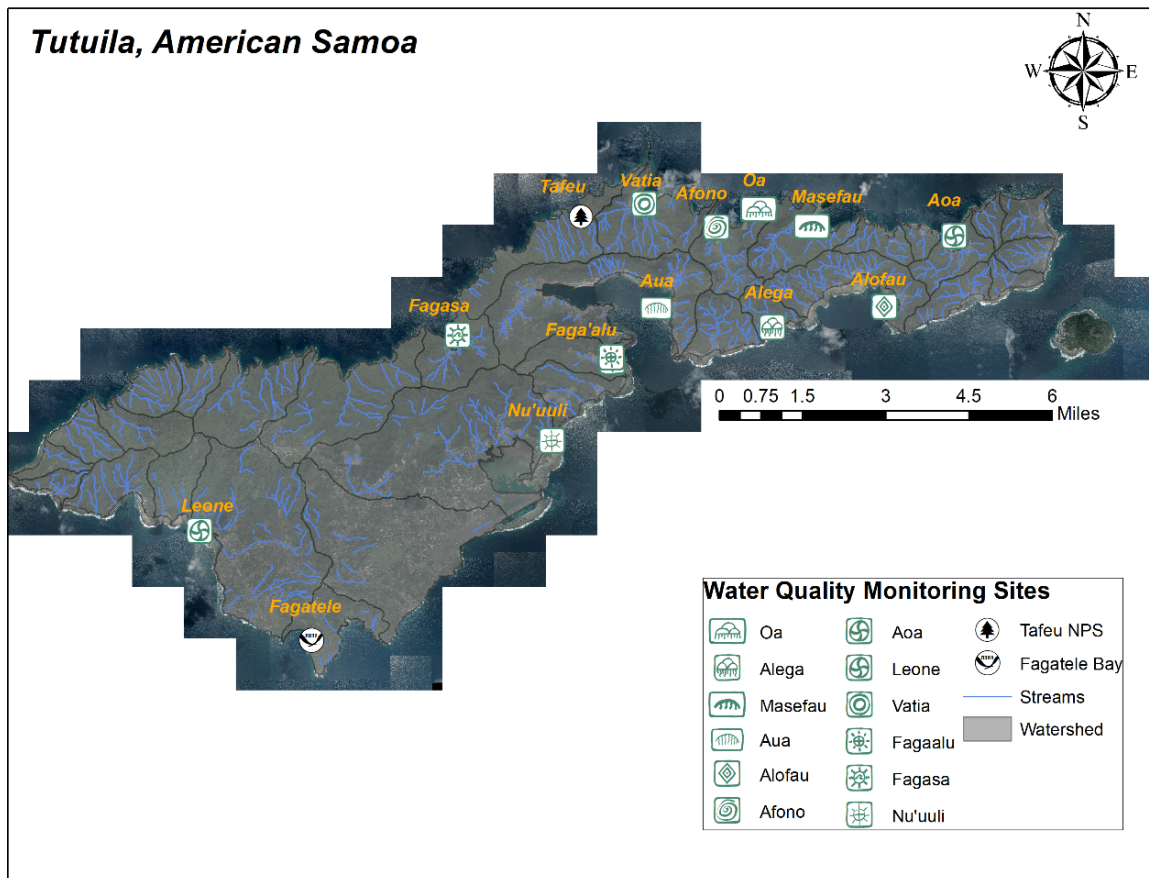 Tutuila, American Samoa
N
W E
S
Tafeu
Vatia
Afono
Oa
Masefau
Aoa
Aua
Alega
Alofau
Fagasa
Faga'alu
Nu'uuli
Leone
Fagatele
0 0.75 1.5 3 4.5 6
Miles
Water Quality Monitoring Sites
Oa
Alega
Masefau
Aua
Alofau
Afono
Aoa
Leone
Vatia
Fagaalu
Fagasa
Nu'uuli
Tafeu NPS
Fagatele Bay
Streams
Watershed